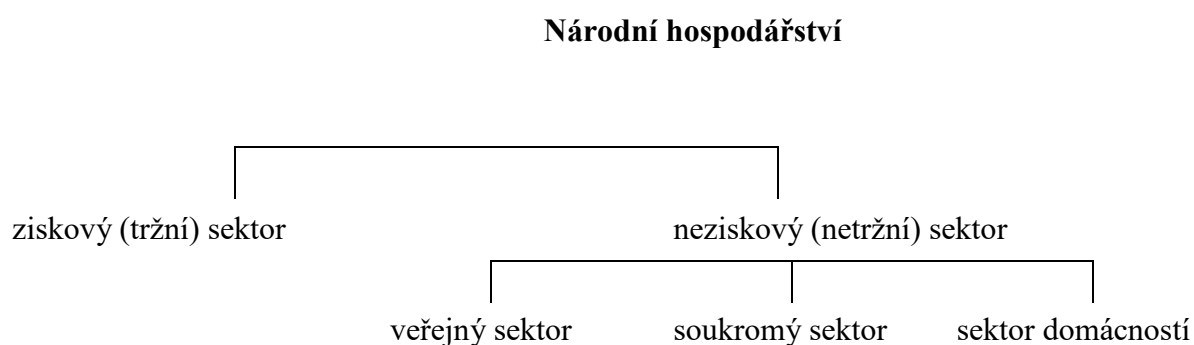 Národní hospodářství
ziskový (tržní) sektor neziskový (netržní) sektor
veřejný sektor soukromý sektor sektor domácností